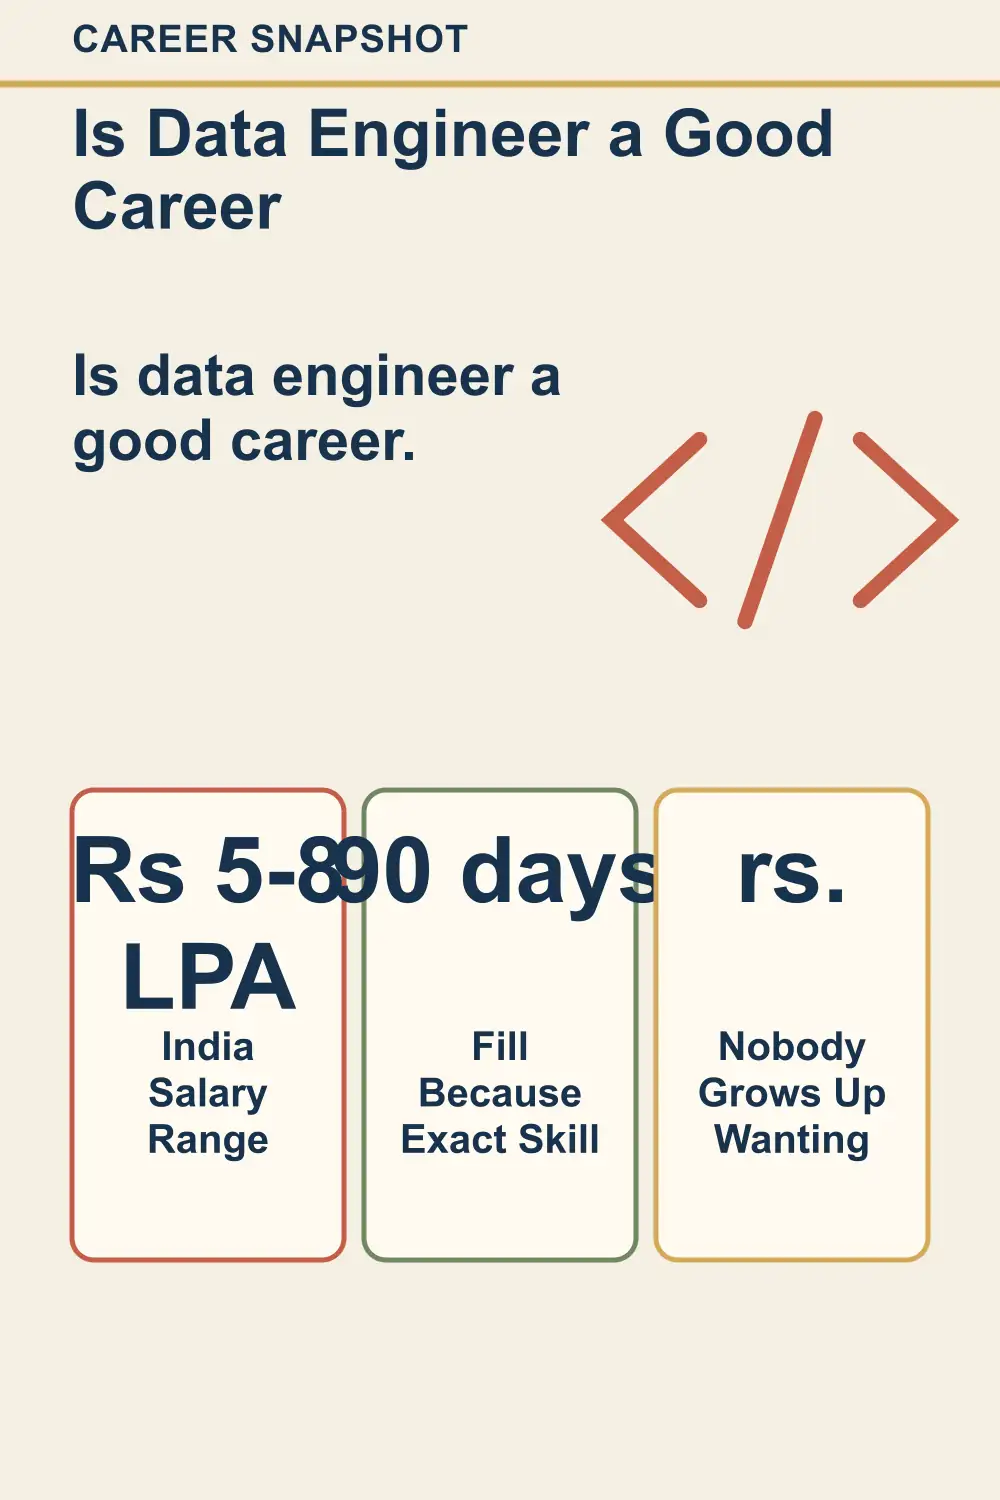 CAREER SNAPSHOT
Is Data Engineer a Good
Career
Is data engineer a
good career.
</>
Rs 5-8
LPA
India
Salary
Range
90 days
Fill
Because
Exact Skill
rs.
Nobody
Grows Up
Wanting